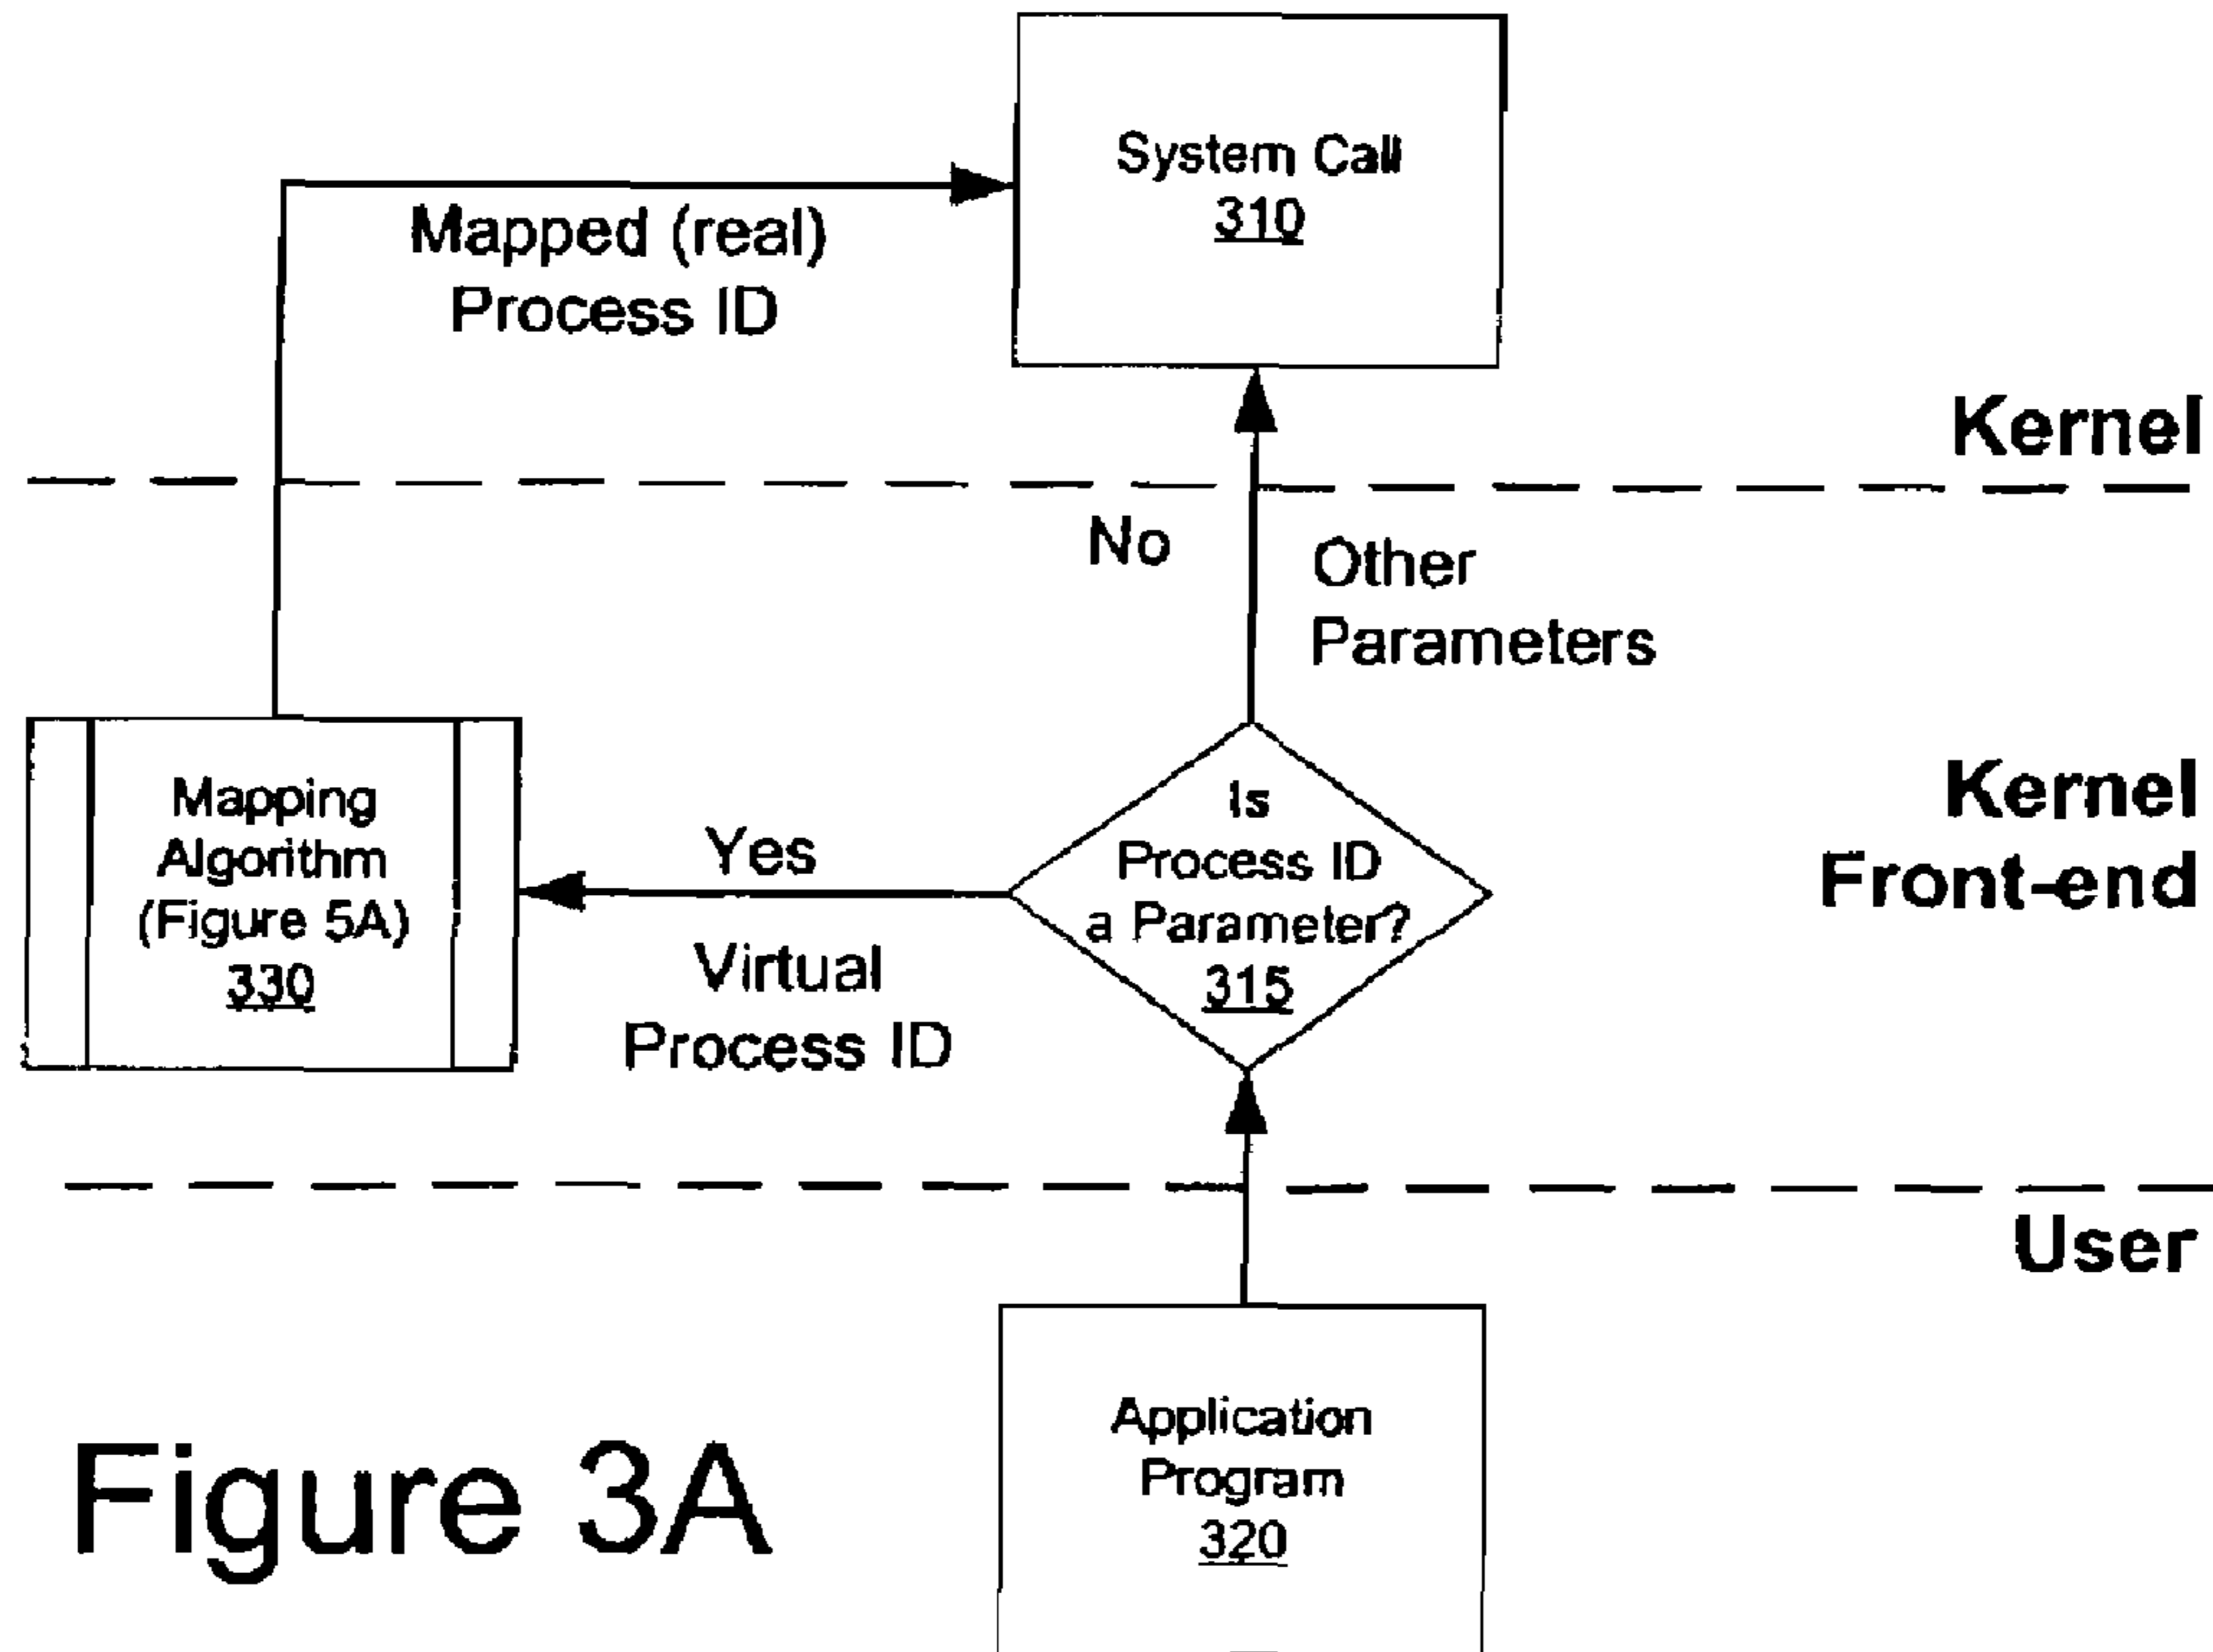 System Call
310
Mapped (real)
Process ID
Kernel
No
Other
Parameters
Mapping
Algorithm
(Figure 5A)
330
Yes
Virtual
Process ID
Is
Process ID
a Parameter?
315
Kernel
Front-end
User
Application
Program
320
Figure 3A